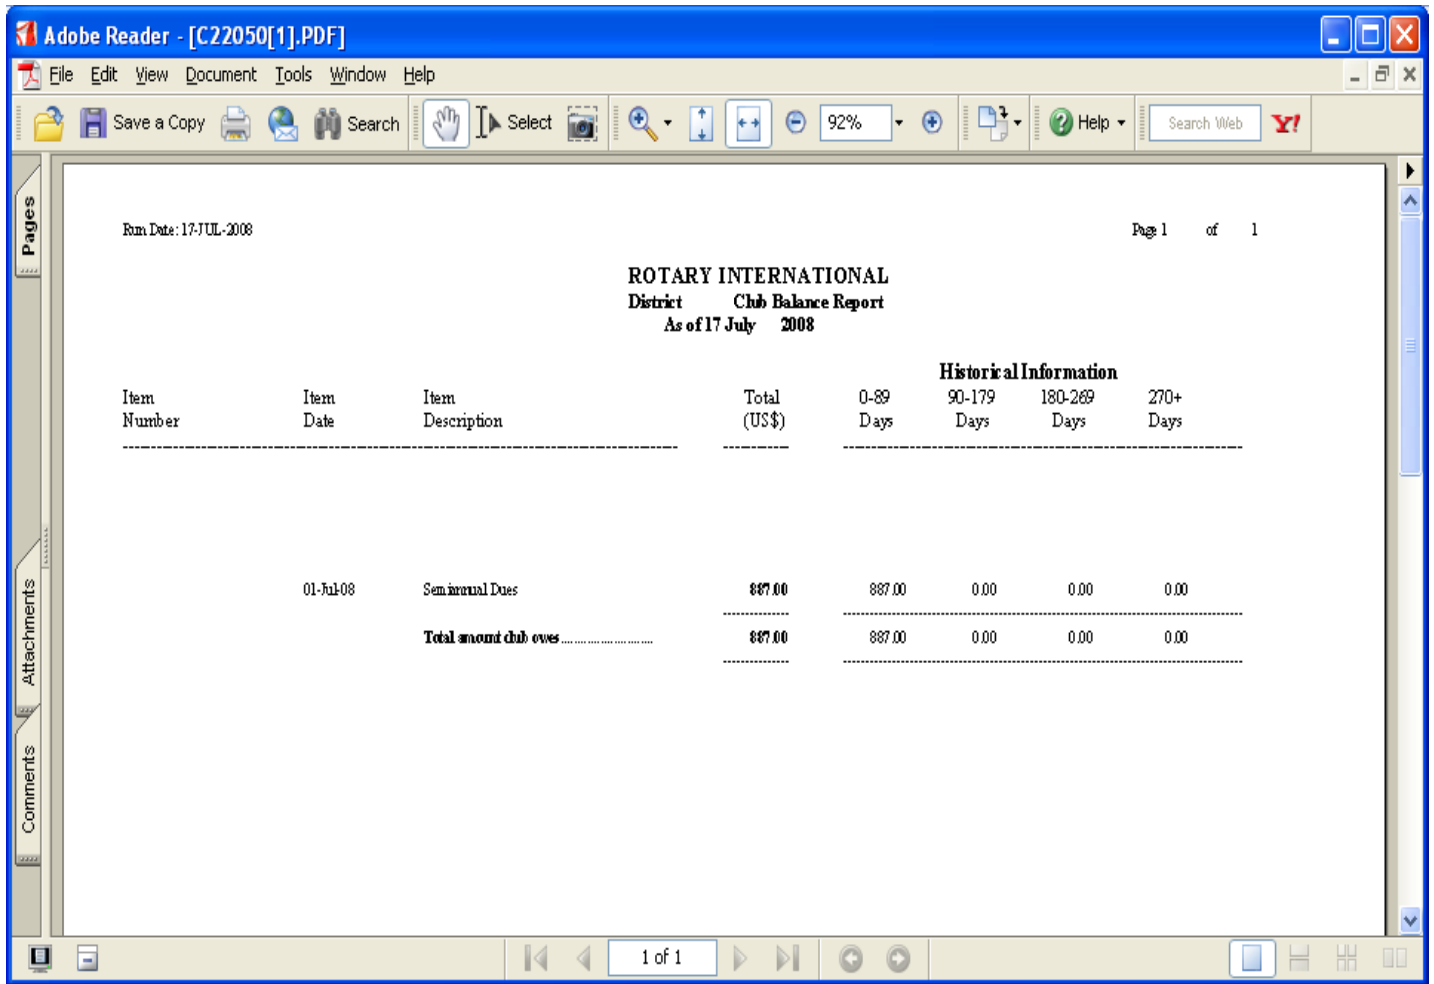 Adobe Reader - [C22050[1].PDF]
File Edit View Document Tools Window Help
Save a Copy Search Select 92% Help Search Web Y!
Pages
Attachments
Comments
Run Date: 17-JUL-2008 Page 1 of 1
ROTARY INTERNATIONAL
District Club Balance Report
As of 17 July 2008
Historical Information
Item Item Item Total 0-89 90-179 180-269 270+
Number Date Description (US$) Days Days Days Days
01-Jul-08 Semiannual Dues 887.00 887.00 0.00 0.00 0.00
Total amount club owes........................... 887.00 887.00 0.00 0.00 0.00
1 of 1